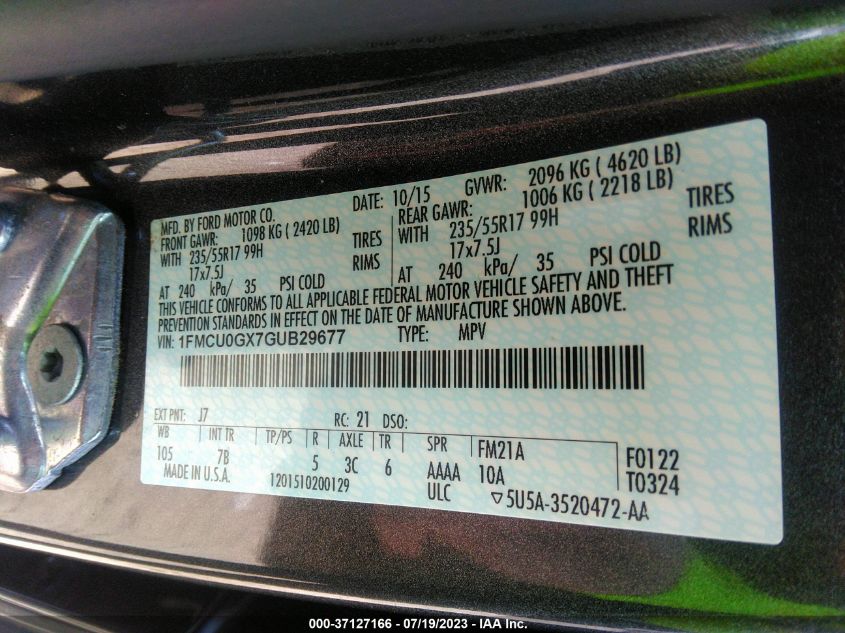 MFD. BY FORD MOTOR CO.
DATE: 10/15 GVWR: 2096 KG ( 4620 LB)
FRONT GAWR: 1098 KG ( 2420 LB)
REAR GAWR: 1006 KG ( 2218 LB)
WITH 235/55R17 99H TIRES
WITH 235/55R17 99H TIRES
17x7.5J RIMS
17x7.5J RIMS
AT 240 kPa/ 35 PSI COLD
AT 240 kPa/ 35 PSI COLD
THIS VEHICLE CONFORMS TO ALL APPLICABLE FEDERAL MOTOR VEHICLE SAFETY AND THEFT
PREVENTION STANDARDS IN EFFECT ON THE DATE OF MANUFACTURE SHOWN ABOVE.
VIN: 1FMCU0GX7GUB29677 TYPE: MPV
EXT PNT: J7 RC: 21 DSO:
WB INT TR TP/PS R AXLE TR SPR FM21A F0122
105 7B 5 3C 6 AAAA 10A T0324
MADE IN U.S.A. 1201510200129 ULC ▽5U5A-3520472-AA
000-37127166 - 07/19/2023 - IAA Inc.